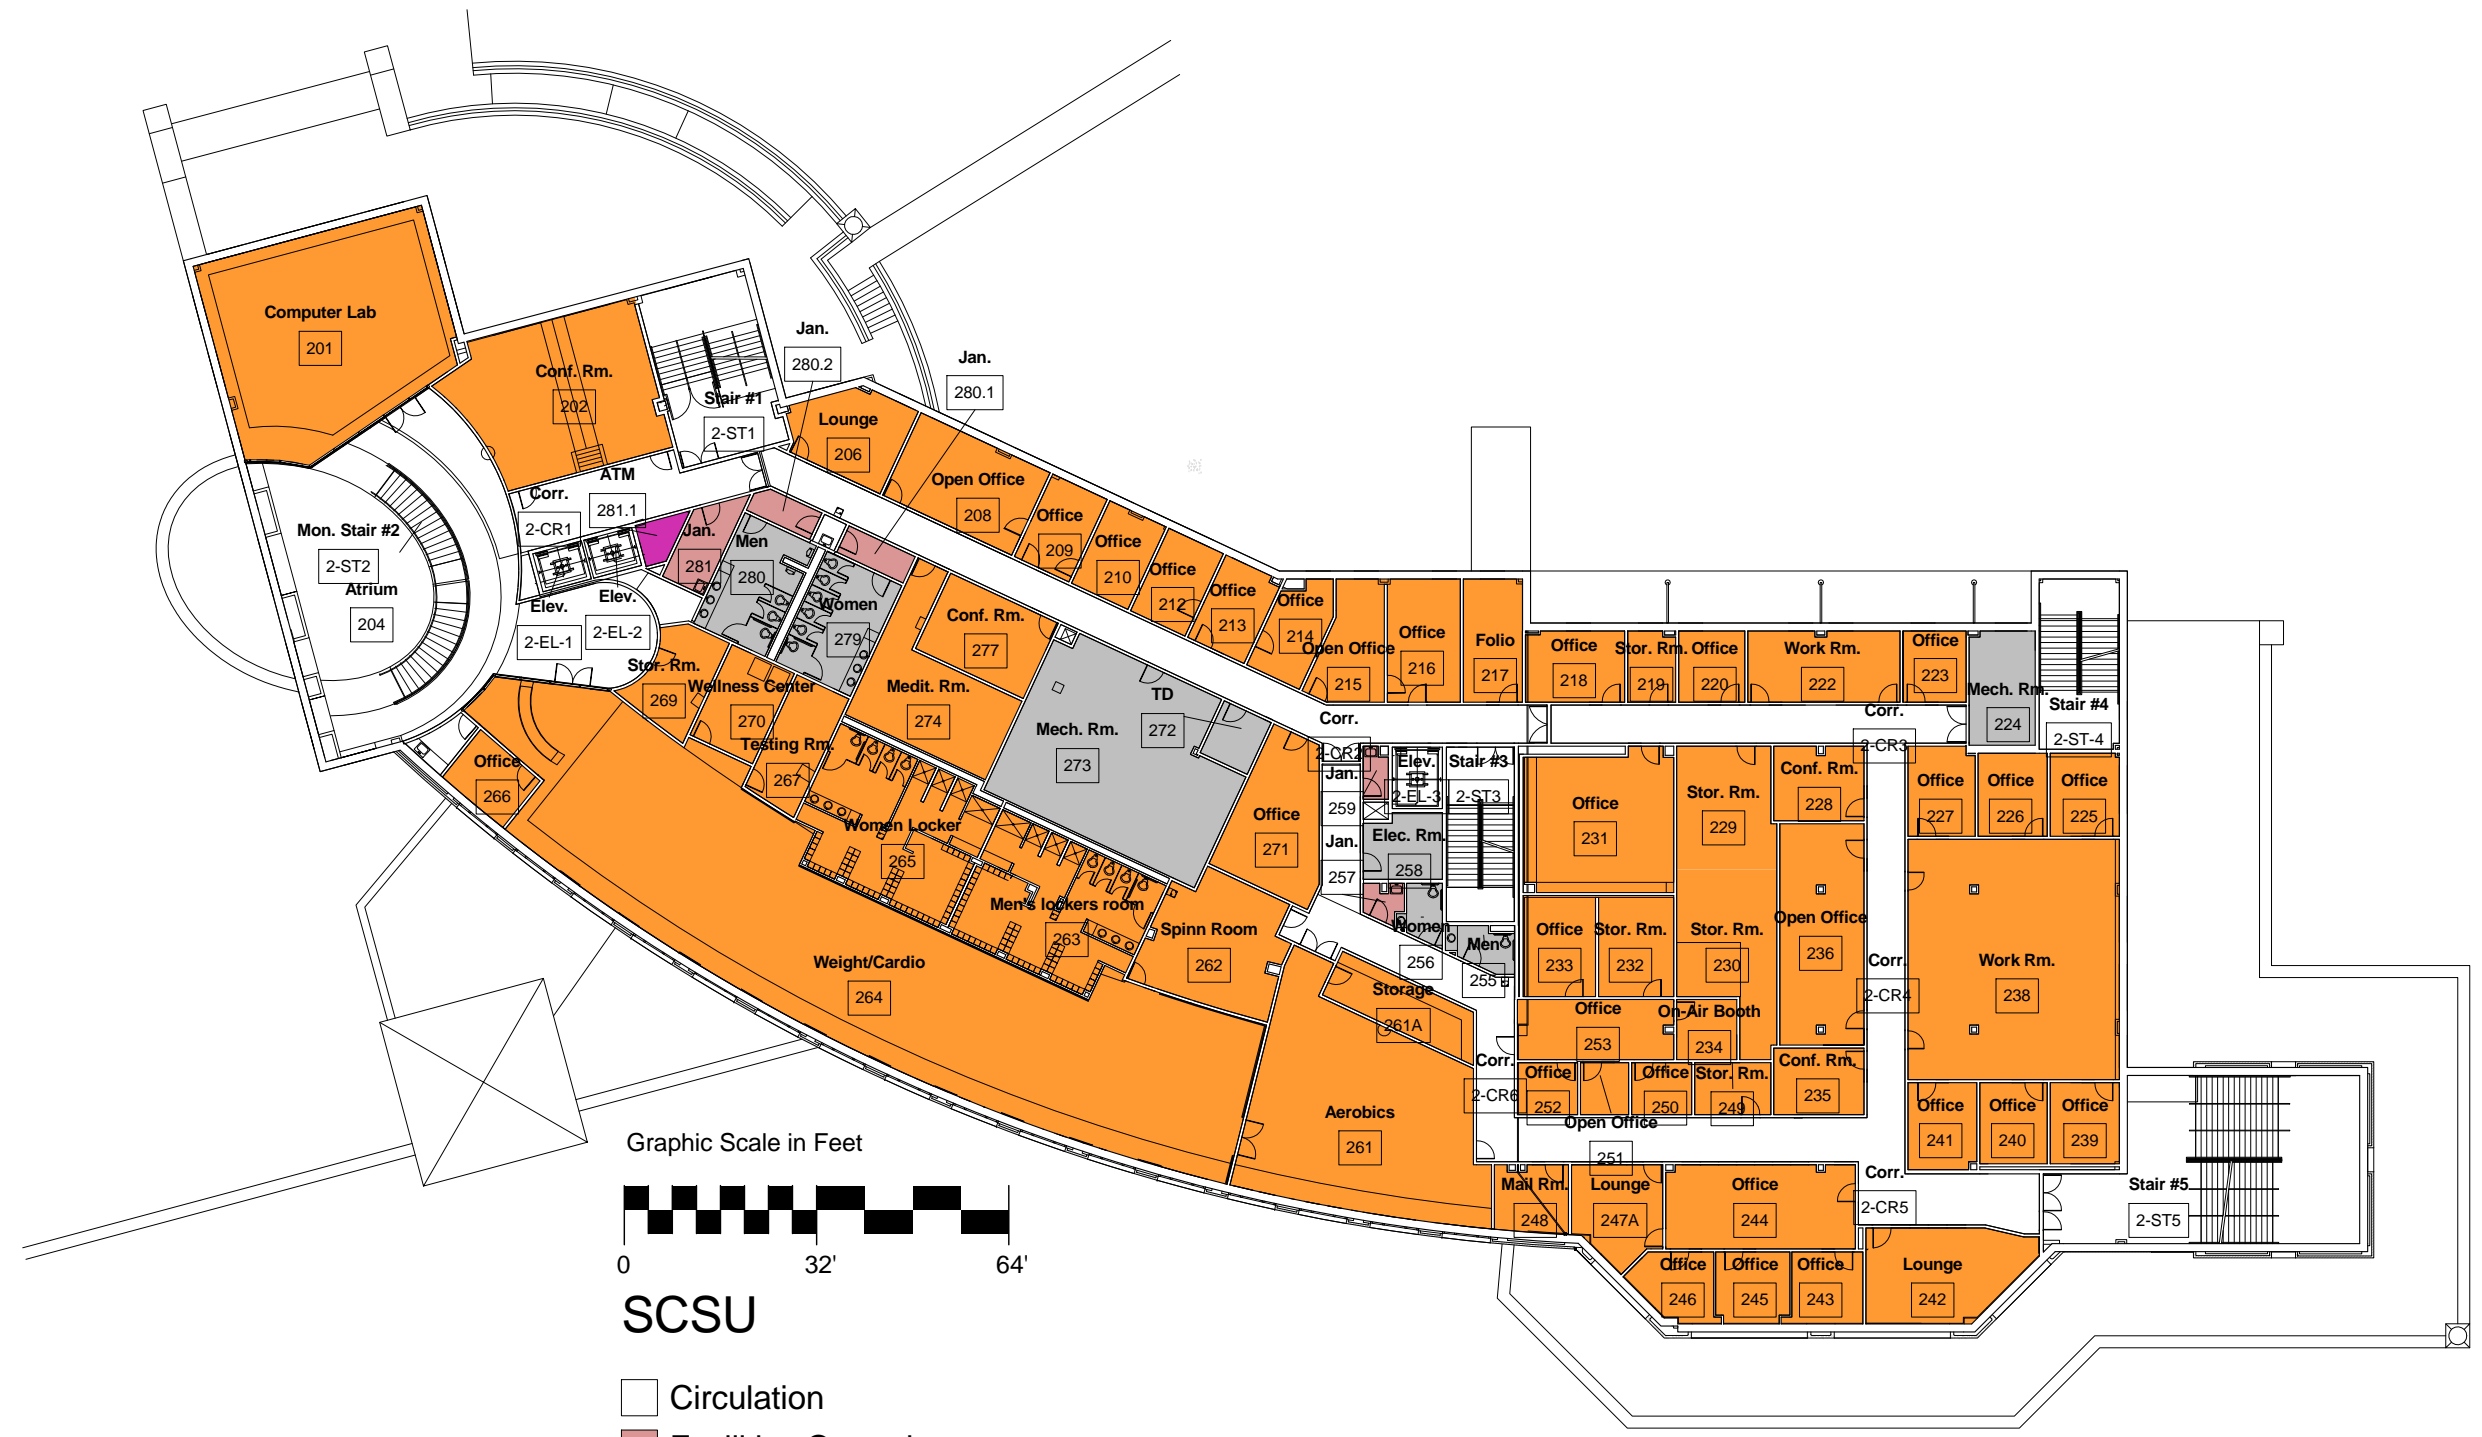 Computer Lab
201
Conf. Rm.
202
Stair #1
2-ST1
Jan.
280.2
Jan.
280.1
Lounge
206
Open Office
208
Office
209
Office
210
Office
212
Office
213
Office
214
Open Office
215
Office
216
Folio
217
Office
218
Stor. Rm.
219
Office
220
Work Rm.
222
Office
223
Mech. Rm.
224
Stair #4
2-ST-4
ATM
281.1
Corr.
2-CR1
Mon. Stair #2
2-ST2
Atrium
204
Elev.
2-EL-1
Elev.
2-EL-2
Jan.
281
Men
280
Women
279
Conf. Rm.
277
Medit. Rm.
274
Stor. Rm.
269
Wellness Center
270
Testing Rm.
267
Office
266
TD
272
Mech. Rm.
273
Office
271
Corr.
2-CR2
Jan.
259
Jan.
257
Elev.
2-EL-3
Stair #3
2-ST3
Elec. Rm.
258
Women
256
Men
255
Corr.
2-CR3
Office
231
Stor. Rm.
229
Conf. Rm.
228
Office
227
Office
226
Office
225
Office
233
Stor. Rm.
232
Stor. Rm.
230
Open Office
236
Corr.
2-CR4
Work Rm.
238
Women Locker
265
Men's lockers room
263
Spinn Room
262
Weight/Cardio
264
Storage
261A
Aerobics
261
Office
253
On-Air Booth
234
Corr.
2-CR6
Office
252
Open Office
251
Office
250
Stor. Rm.
249
Conf. Rm.
235
Office
241
Office
240
Office
239
Mail Rm.
248
Lounge
247A
Office
244
Corr.
2-CR5
Stair #5
2-ST5
Office
246
Office
245
Office
243
Lounge
242
Graphic Scale in Feet
0 32' 64'
SCSU
Circulation